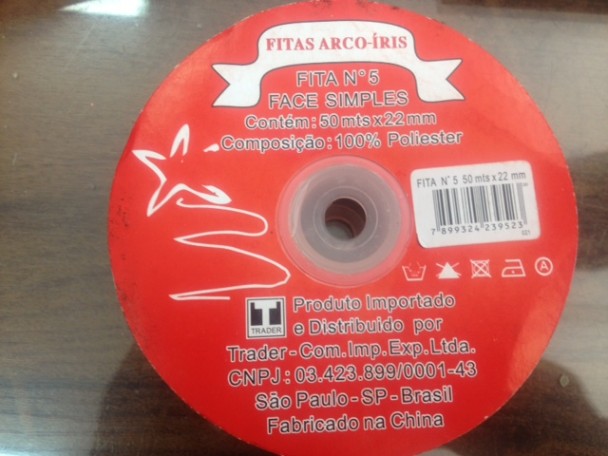 FITAS ARCO-ÍRIS
FITA N° 5
FACE SIMPLES
Contém: 50 mts x 22 mm
Composição: 100% Poliester
FITA N° 5 50 mts x 22 mm
7 899324 239523
A
T
TRADER
Produto Importado
e Distribuido por
Trader - Com. Imp. Exp. Ltda.
CNPJ: 03.423.899/0001-43
São Paulo - SP - Brasil
Fabricado na China